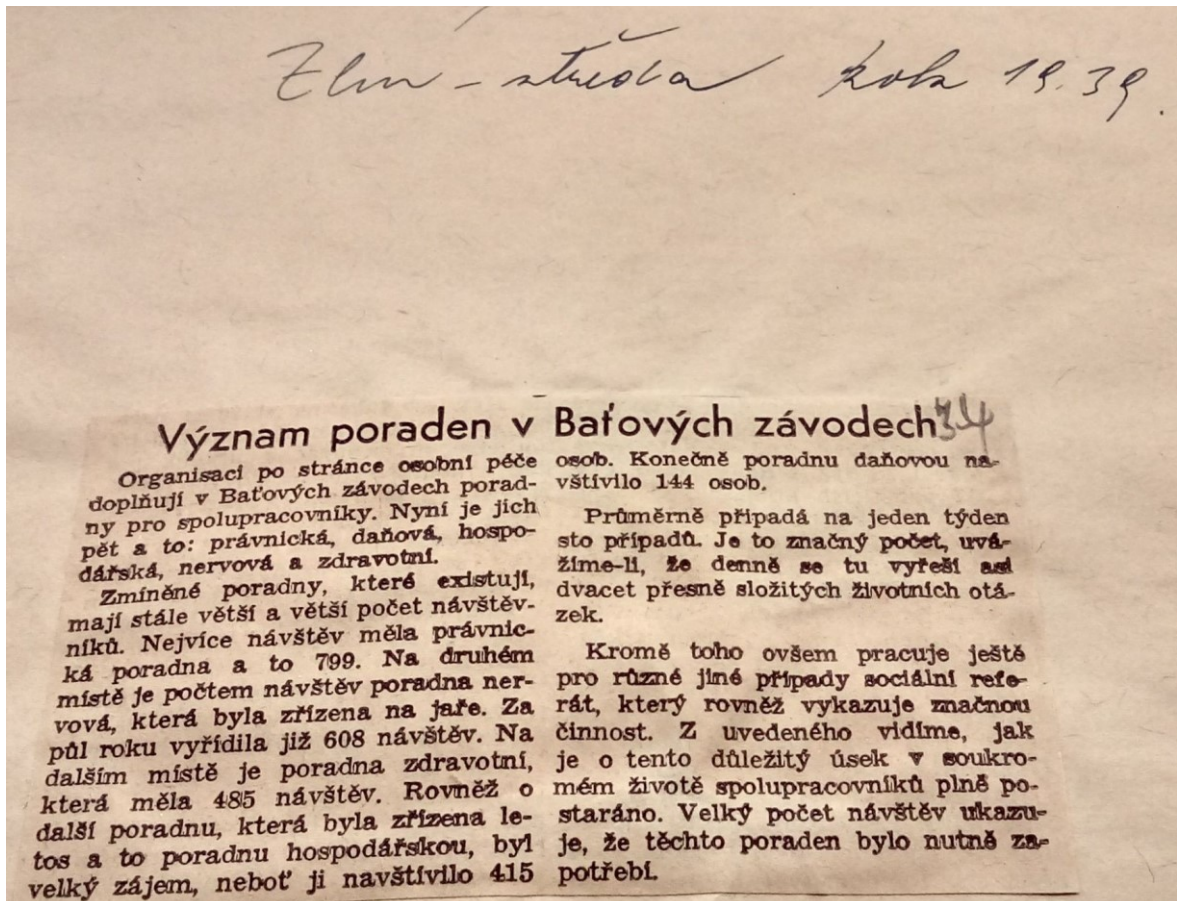 Zlín – středa rok 19.39.
Význam poraden v Baťových závodech 34
Organisaci po stránce osobní péče
doplňují v Baťových závodech porad-
ny pro spolupracovníky. Nyní je jich
pět a to: právnická, daňová, hospo-
dářská, nervová a zdravotní.
Zmíněné poradny, které existují,
mají stále větší a větší počet návštěv-
níků. Nejvíce návštěv měla právnic-
ká poradna a to 799. Na druhém
místě je počtem návštěv poradna ner-
vová, která byla zřízena na jaře. Za
půl roku vyřídila již 608 návštěv. Na
dalším místě je poradna zdravotní,
která měla 485 návštěv. Rovněž o
další poradnu, která byla zřízena le-
tos a to poradnu hospodářskou, byl
velký zájem, neboť ji navštívilo 415
osob. Konečně poradnu daňovou na-
vštívilo 144 osob.
Průměrně připadá na jeden týden
sto případů. Je to značný počet, uvá-
žíme-li, že denně se tu vyřeší asi
dvacet přesně složitých životních otá-
zek.
Kromě toho ovšem pracuje ještě
pro různé jiné případy sociální refe-
rát, který rovněž vykazuje značnou
činnost. Z uvedeného vidíme, jak
je o tento důležitý úsek v soukro-
mém životě spolupracovníků plně po-
staráno. Velký počet návštěv ukazu-
je, že těchto poraden bylo nutně za-
potřebí.